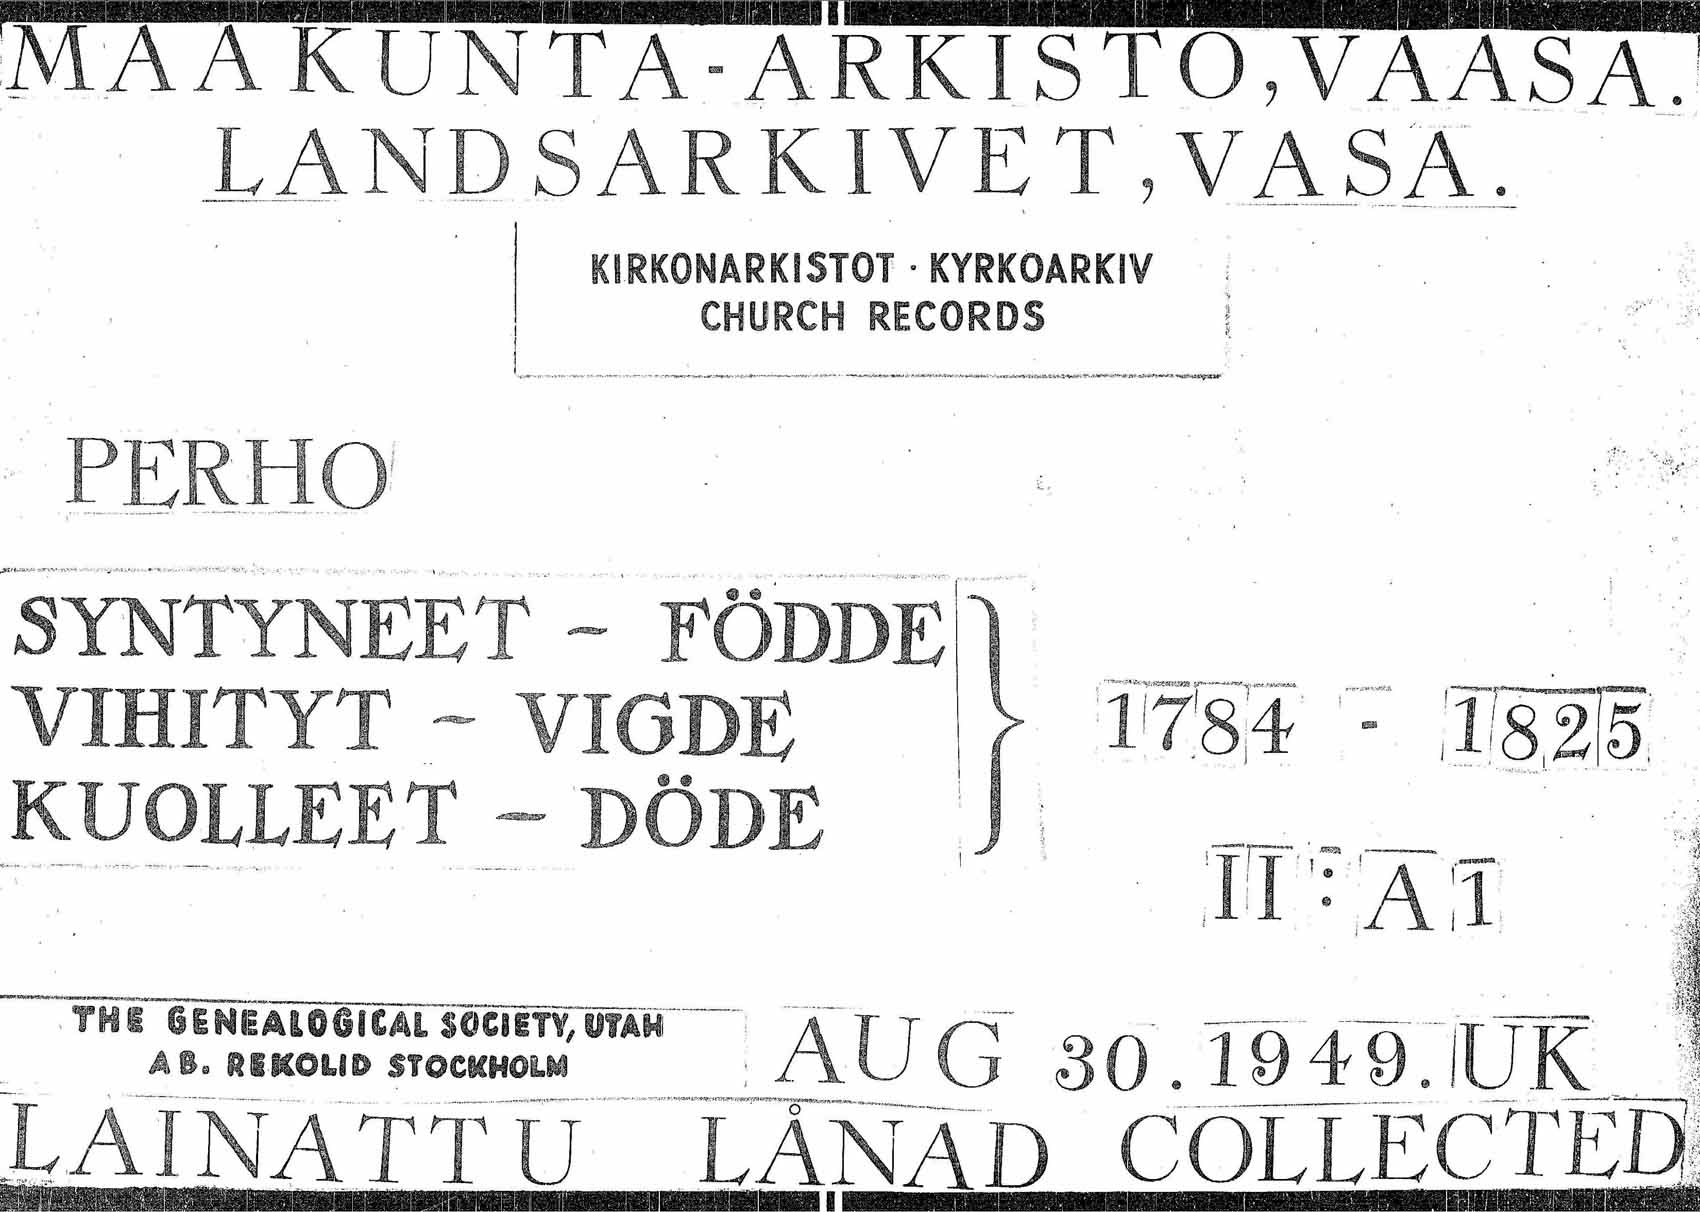 MAAKUNTA-ARKISTO, VAASA.
LANDSARKIVET, VASA.
KIRKONARKISTOT · KYRKOARKIV
CHURCH RECORDS
PERHO
SYNTYNEET ~ FÖDDE
VIHITYT ~ VIGDE
KUOLLEET ~ DÖDE
1784 - 1825
II:A1
THE GENEALOGICAL SOCIETY, UTAH
AB. REKOLID STOCKHOLM
AUG 30.1949. UK
LAINATTU LÅNAD COLLECTED